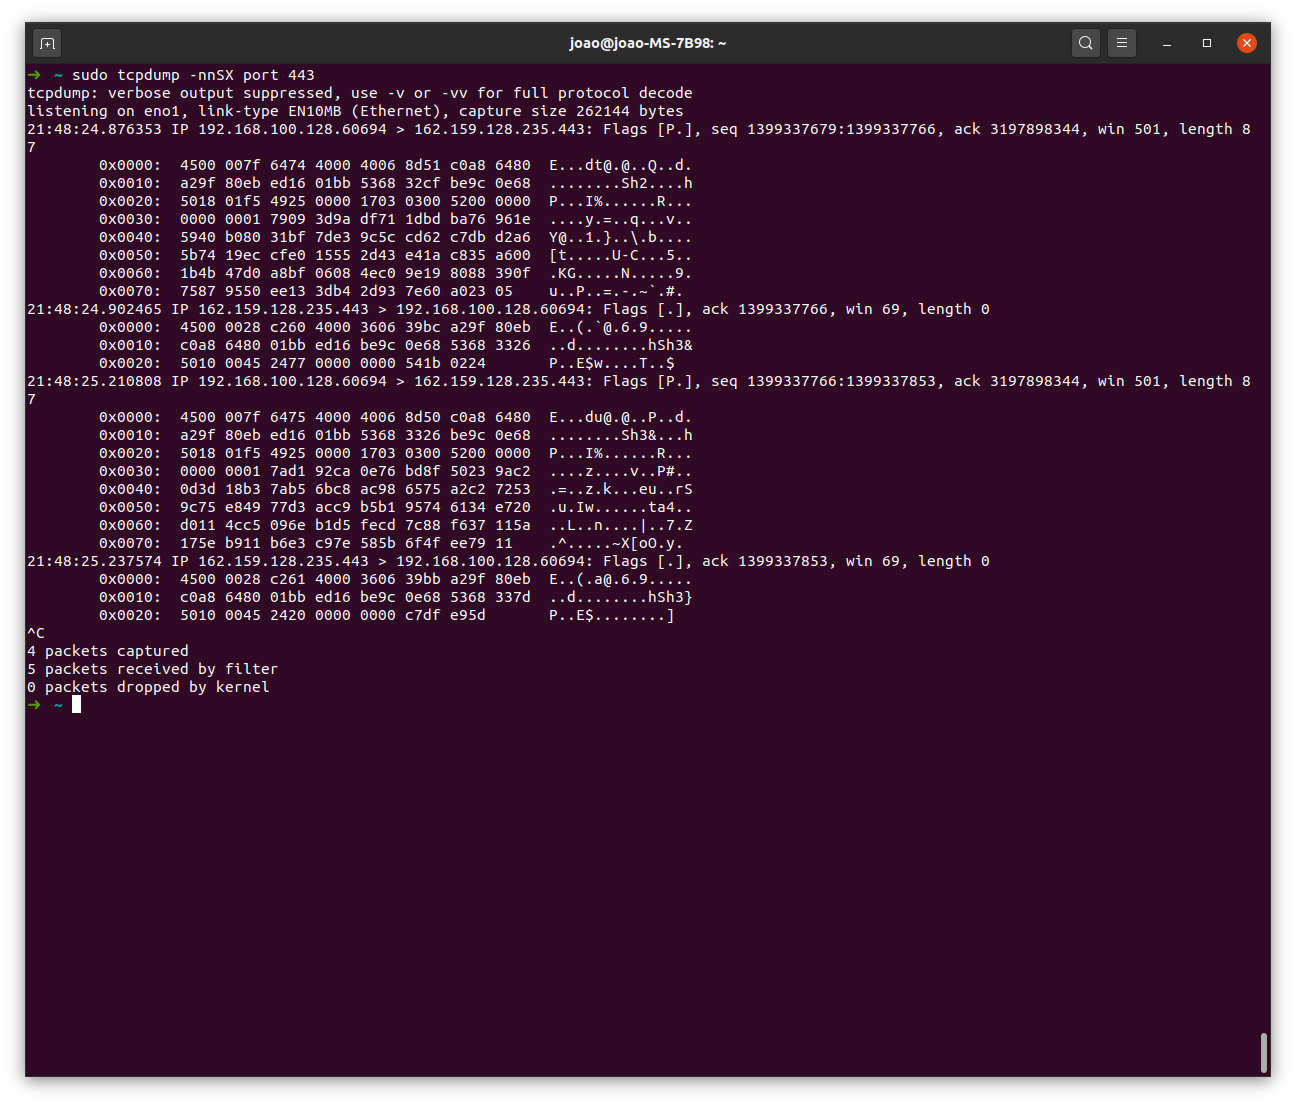 joao@joao-MS-7B98: ~
➜  ~ sudo tcpdump -nnSX port 443
tcpdump: verbose output suppressed, use -v or -vv for full protocol decode
listening on eno1, link-type EN10MB (Ethernet), capture size 262144 bytes
21:48:24.876353 IP 192.168.100.128.60694 > 162.159.128.235.443: Flags [P.], seq 1399337679:1399337766, ack 3197898344, win 501, length 8
7
        0x0000:  4500 007f 6474 4000 4006 8d51 c0a8 6480  E...dt@.@..Q..d.
        0x0010:  a29f 80eb ed16 01bb 5368 32cf be9c 0e68  ........Sh2....h
        0x0020:  5018 01f5 4925 0000 1703 0300 5200 0000  P...I%......R...
        0x0030:  0000 0001 7909 3d9a df71 1dbd ba76 961e  ....y.=..q...v..
        0x0040:  5940 b080 31bf 7de3 9c5c cd62 c7db d2a6  Y@..1.}..\.b....
        0x0050:  5b74 19ec cfe0 1555 2d43 e41a c835 a600  [t.....U-C...5..
        0x0060:  1b4b 47d0 a8bf 0608 4ec0 9e19 8088 390f  .KG.....N.....9.
        0x0070:  7587 9550 ee13 3db4 2d93 7e60 a023 05    u..P..=.-.~`.#.
21:48:24.902465 IP 162.159.128.235.443 > 192.168.100.128.60694: Flags [.], ack 1399337766, win 69, length 0
        0x0000:  4500 0028 c260 4000 3606 39bc a29f 80eb  E..(.`@.6.9.....
        0x0010:  c0a8 6480 01bb ed16 be9c 0e68 5368 3326  ..d........hSh3&
        0x0020:  5010 0045 2477 0000 0000 541b 0224       P..E$w....T..$
21:48:25.210808 IP 192.168.100.128.60694 > 162.159.128.235.443: Flags [P.], seq 1399337766:1399337853, ack 3197898344, win 501, length 8
7
        0x0000:  4500 007f 6475 4000 4006 8d50 c0a8 6480  E...du@.@..P..d.
        0x0010:  a29f 80eb ed16 01bb 5368 3326 be9c 0e68  ........Sh3&...h
        0x0020:  5018 01f5 4925 0000 1703 0300 5200 0000  P...I%......R...
        0x0030:  0000 0001 7ad1 92ca 0e76 bd8f 5023 9ac2  ....z....v..P#..
        0x0040:  0d3d 18b3 7ab5 6bc8 ac98 6575 a2c2 7253  .=..z.k...eu..rS
        0x0050:  9c75 e849 77d3 acc9 b5b1 9574 6134 e720  .u.Iw......ta4..
        0x0060:  d011 4cc5 096e b1d5 fecd 7c88 f637 115a  ..L..n....|..7.Z
        0x0070:  175e b911 b6e3 c97e 585b 6f4f ee79 11    .^.....~X[oO.y.
21:48:25.237574 IP 162.159.128.235.443 > 192.168.100.128.60694: Flags [.], ack 1399337853, win 69, length 0
        0x0000:  4500 0028 c261 4000 3606 39bb a29f 80eb  E..(.a@.6.9.....
        0x0010:  c0a8 6480 01bb ed16 be9c 0e68 5368 337d  ..d........hSh3}
        0x0020:  5010 0045 2420 0000 0000 c7df e95d       P..E$........]
^C
4 packets captured
5 packets received by filter
0 packets dropped by kernel
➜  ~